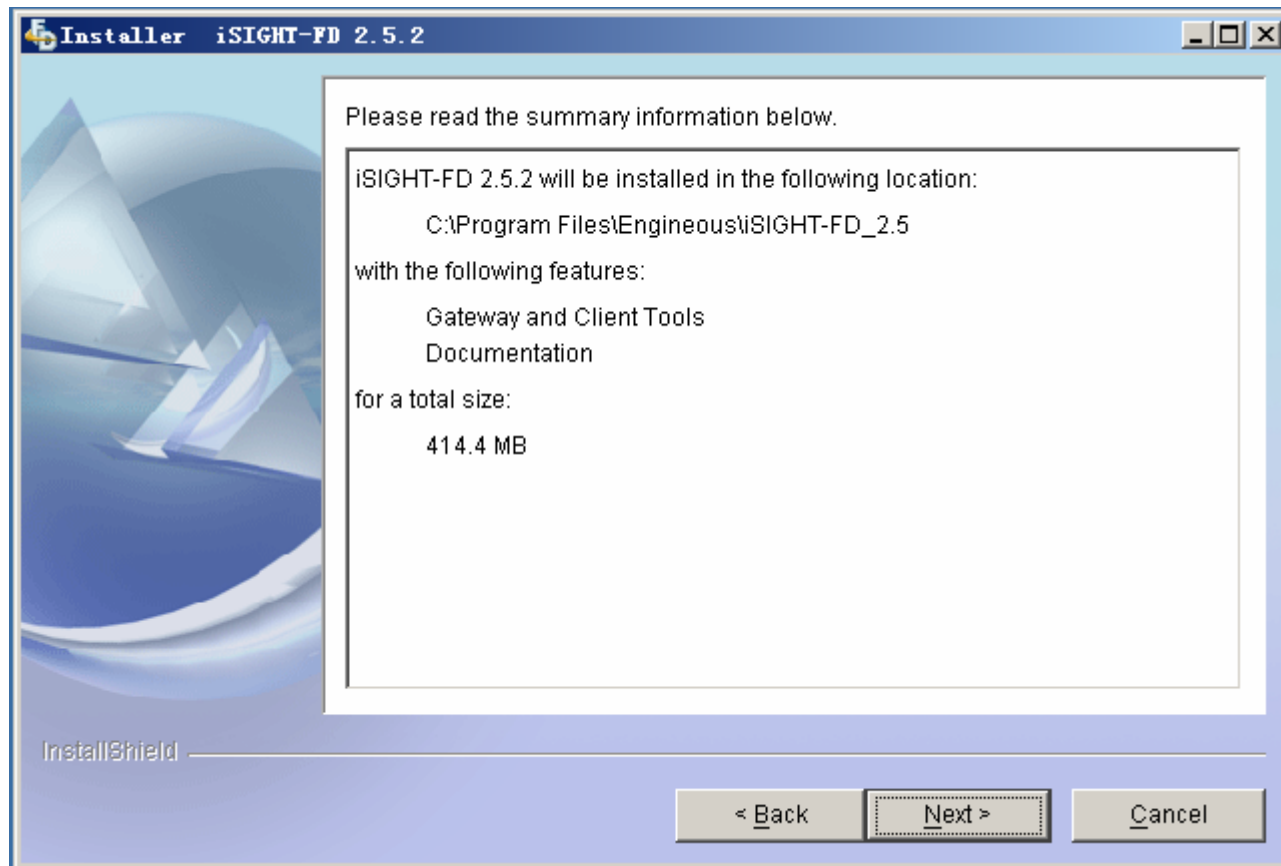 Installer iSIGHT-FD 2.5.2
Please read the summary information below.
iSIGHT-FD 2.5.2 will be installed in the following location:
C:\Program Files\Engineous\iSIGHT-FD_2.5
with the following features:
Gateway and Client Tools
Documentation
for a total size:
414.4 MB
InstallShield
< Back Next > Cancel